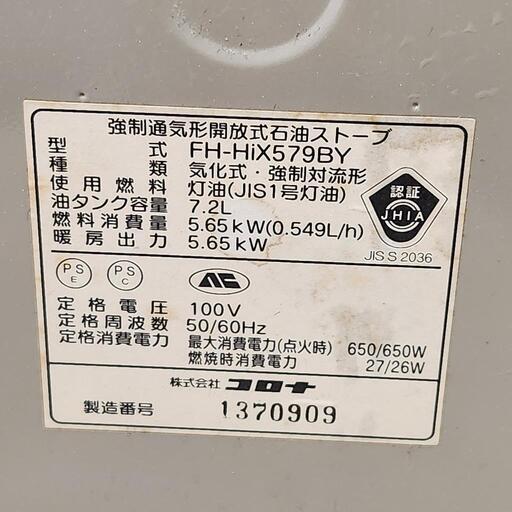 強制通気形開放式石油ストーブ
型式 FH-HiX579BY
種類 気化式・強制対流形
使用燃料 灯油(JIS1号灯油)
油タンク容量 7.2L
燃料消費量 5.65kW(0.549L/h)
暖房出力 5.65kW
認証
JHIA
JIS S 2036
PS E PS C
定格電圧 100V
定格周波数 50/60Hz
定格消費電力 最大消費電力(点火時) 650/650W
燃焼時消費電力 27/26W
株式会社 コロナ
製造番号 1370909